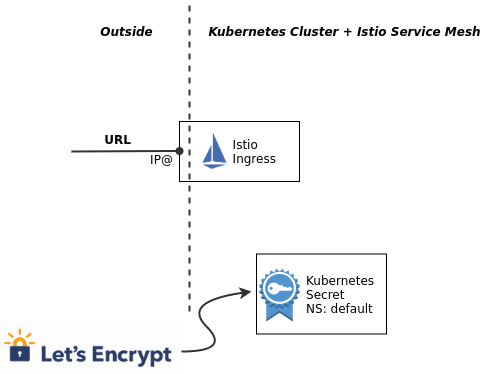 Outside
Kubernetes Cluster + Istio Service Mesh
URL
IP@
Istio
Ingress
Kubernetes
Secret
NS: default
Let's Encrypt